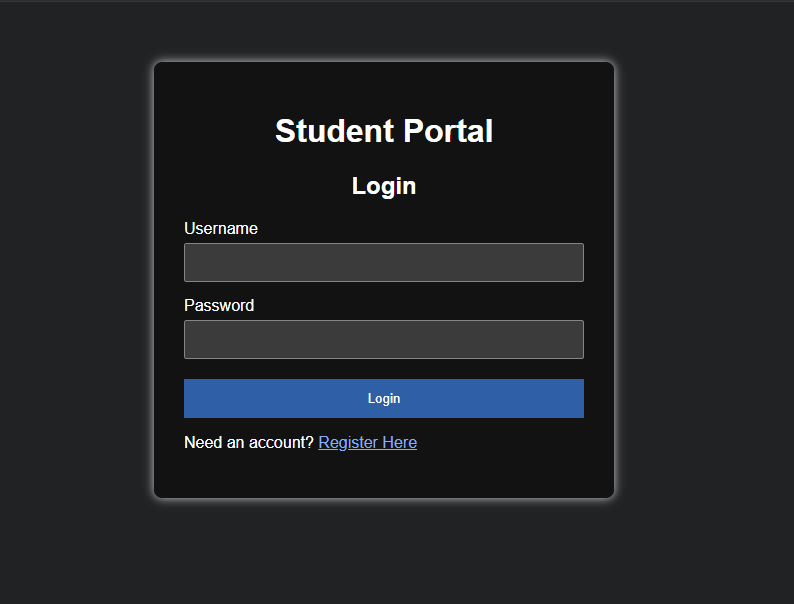 Student Portal
Login
Username
Password
Login
Need an account? Register Here